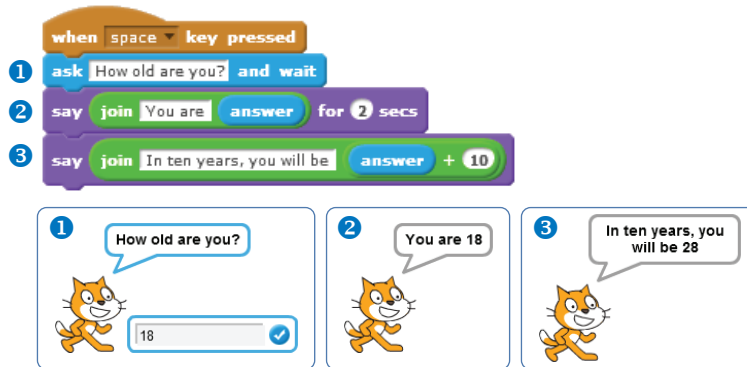 when space key pressed
1 ask How old are you? and wait
2 say join You are answer for 2 secs
3 say join In ten years, you will be answer + 10
1
How old are you?
18
2
You are 18
3
In ten years, you
will be 28